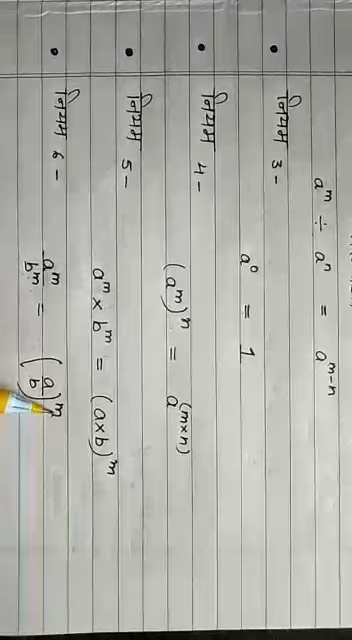 a^m ÷ a^n = a^(m-n)
• नियम 3 -
a^0 = 1
• नियम 4 -
(a^m)^n = a^(m×n)
• नियम 5 -
a^m × b^m = (a×b)^m
• नियम 6 -
a^m/b^m = (a/b)^m